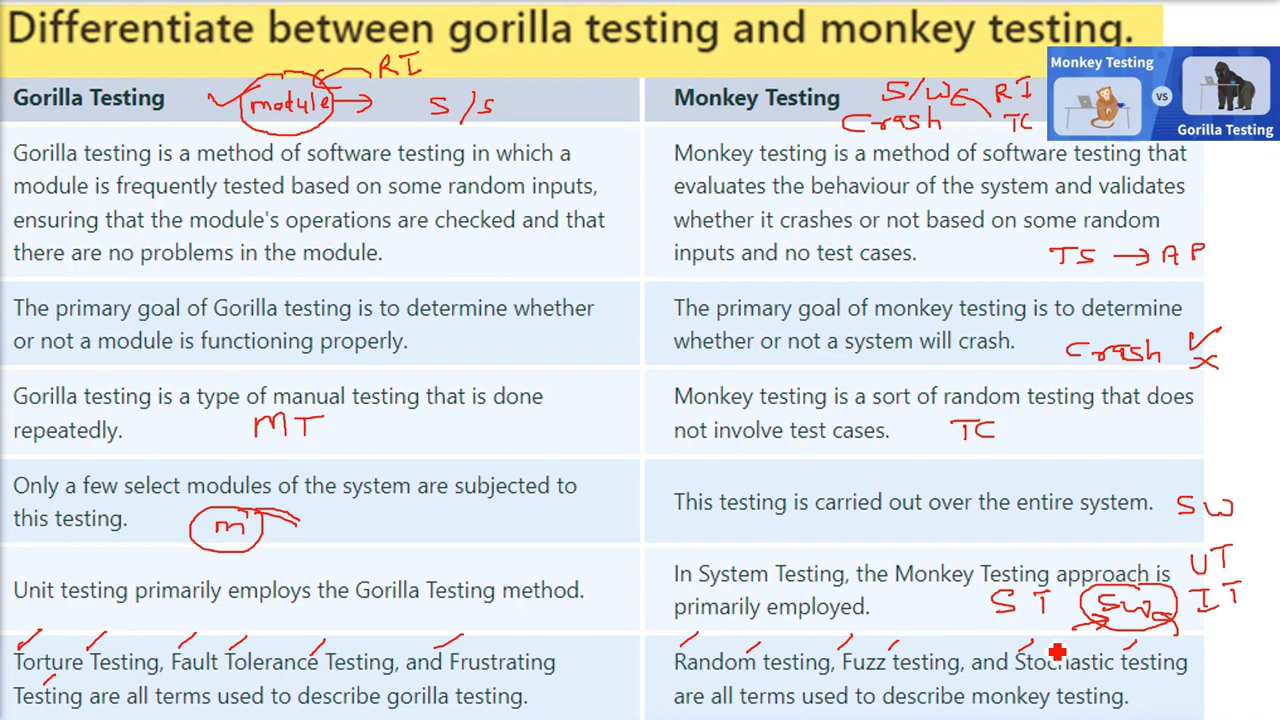 Differentiate between gorilla testing and monkey testing.
Gorilla Testing
module
RI
S/S
Gorilla testing is a method of software testing in which a
module is frequently tested based on some random inputs,
ensuring that the module's operations are checked and that
there are no problems in the module.
The primary goal of Gorilla testing is to determine whether
or not a module is functioning properly.
Gorilla testing is a type of manual testing that is done
repeatedly.
MT
Only a few select modules of the system are subjected to
this testing.
m
Unit testing primarily employs the Gorilla Testing method.
Torture Testing, Fault Tolerance Testing, and Frustrating
Testing are all terms used to describe gorilla testing.
Monkey Testing
S/W RI
Crash TC
Monkey Testing
VS
Gorilla Testing
Monkey testing is a method of software testing that
evaluates the behaviour of the system and validates
whether it crashes or not based on some random
inputs and no test cases.
TS → AP
The primary goal of monkey testing is to determine
whether or not a system will crash.
Crash ✓
x
Monkey testing is a sort of random testing that does
not involve test cases.
TC
This testing is carried out over the entire system.
SW
In System Testing, the Monkey Testing approach is
primarily employed.
UT
ST SW IT
Random testing, Fuzz testing, and Stochastic testing
are all terms used to describe monkey testing.